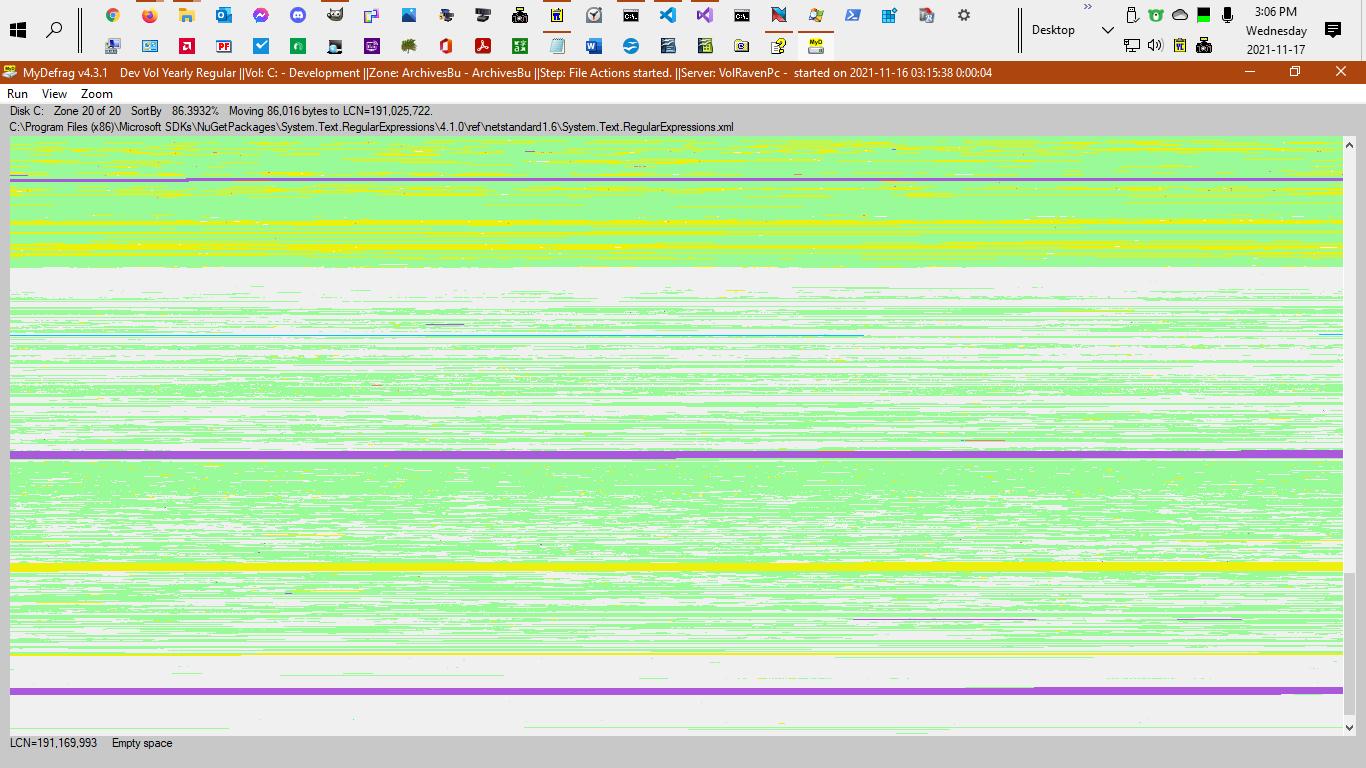 3:06 PM
Desktop
Wednesday
2021-11-17
MyDefrag v4.3.1 Dev Vol Yearly Regular ||Vol: C: - Development ||Zone: ArchivesBu - ArchivesBu ||Step: File Actions started. ||Server: VolRavenPc - started on 2021-11-16 03:15:38 0:00:04
Run View Zoom
Disk C: Zone 20 of 20 SortBy 86.3932% Moving 86,016 bytes to LCN=191,025,722.
C:\Program Files (x86)\Microsoft SDKs\NuGetPackages\System.Text.RegularExpressions\4.1.0\ref\netstandard1.6\System.Text.RegularExpressions.xml
LCN=191,169,993 Empty space